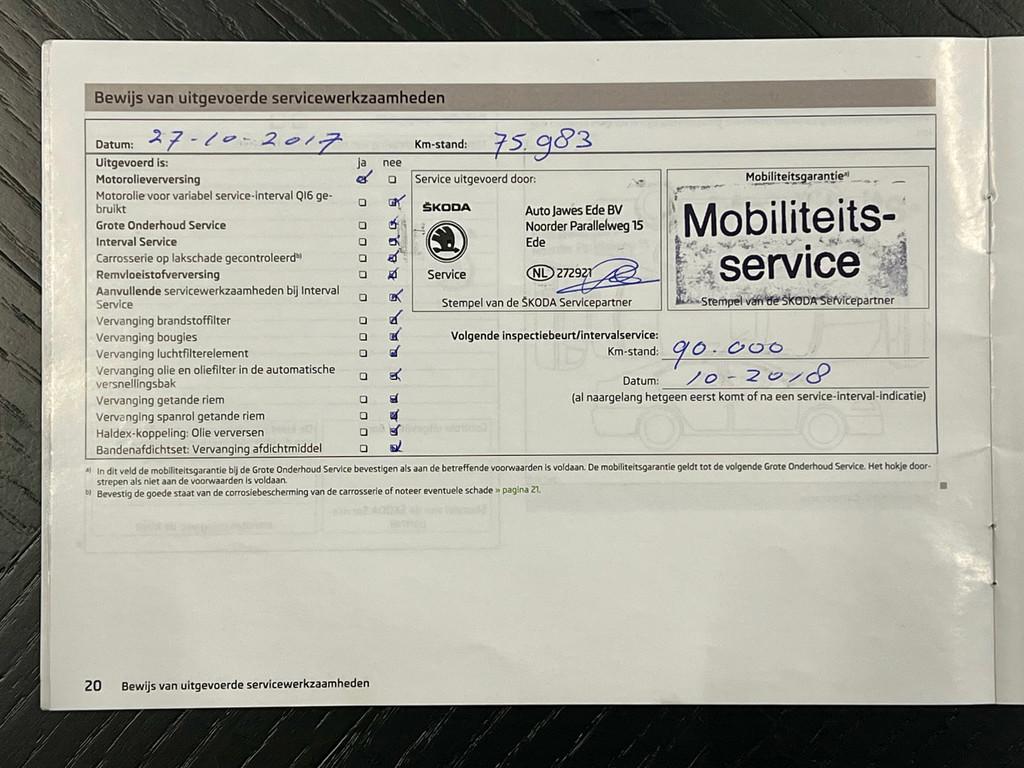 Bewijs van uitgevoerde servicewerkzaamheden
Datum: 27-10-2017 Km-stand: 75.983
Uitgevoerd is: ja nee
Motorolieverversing
Motorolie voor variabel service-interval QI6 ge-
bruikt
Grote Onderhoud Service
Interval Service
Carrosserie op lakschade gecontroleerd b)
Remvloeistofverversing
Aanvullende servicewerkzaamheden bij Interval
Service
Vervanging brandstoffilter
Vervanging bougies
Vervanging luchtfilterelement
Vervanging olie en oliefilter in de automatische
versnellingsbak
Vervanging getande riem
Vervanging spanrol getande riem
Haldex-koppeling: Olie verversen
Bandenafdichtset: Vervanging afdichtmiddel
Service uitgevoerd door:
ŠKODA
Service
Auto Jawes Ede BV
Noorder Parallelweg 15
Ede
NL 272921
Stempel van de ŠKODA Servicepartner
Mobiliteitsgarantie a)
Mobiliteits-
service
Stempel van de ŠKODA Servicepartner
Volgende inspectiebeurt/intervalservice:
Km-stand: 90.000
Datum: 10-2018
(al naargelang hetgeen eerst komt of na een service-interval-indicatie)
a) In dit veld de mobiliteitsgarantie bij de Grote Onderhoud Service bevestigen als aan de betreffende voorwaarden is voldaan. De mobiliteitsgarantie geldt tot de volgende Grote Onderhoud Service. Het hokje door-
strepen als niet aan de voorwaarden is voldaan.
b) Bevestig de goede staat van de corrosiebescherming van de carrosserie of noteer eventuele schade » pagina 21.
20 Bewijs van uitgevoerde servicewerkzaamheden